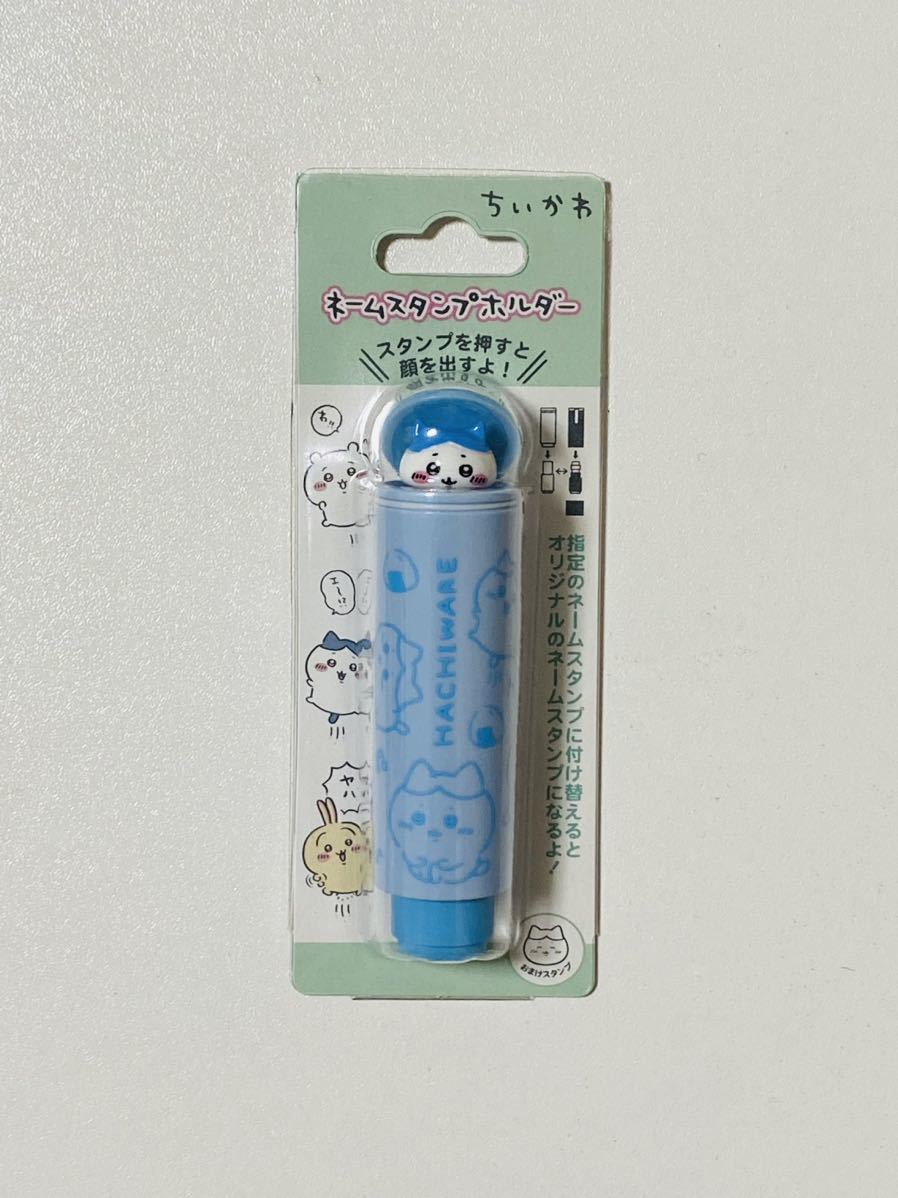 ちいかわ
ネームスタンプホルダー
スタンプを押すと
顔を出すよ！
わッ
エーッ!?
ヤハ
HACHIWARE
指定のネームスタンプに付け替えると
オリジナルのネームスタンプになるよ！
おまけスタンプ